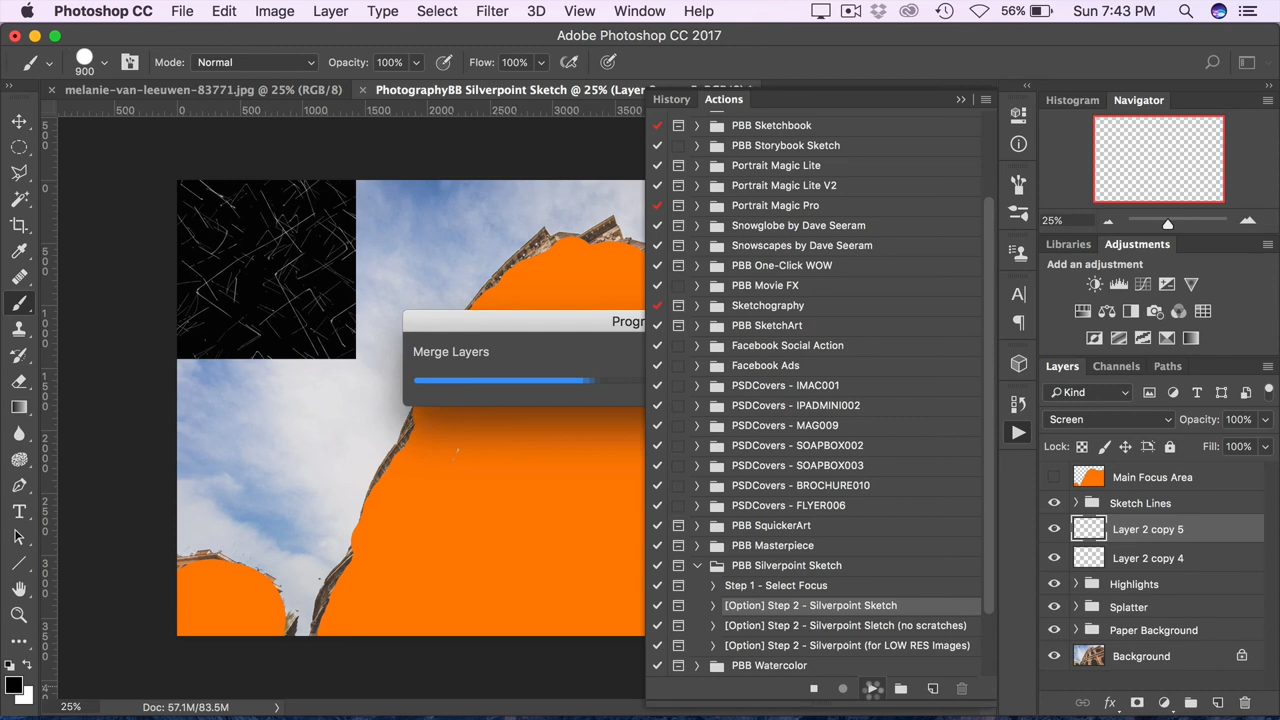 Photoshop CC File Edit Image Layer Type Select Filter 3D View Window Help 56% Sun 7:43 PM
Adobe Photoshop CC 2017
900 Mode: Normal Opacity: 100% Flow: 100%
melanie-van-leeuwen-83771.jpg @ 25% (RGB/8) PhotographyBB Silverpoint Sketch @ 25% (Layer
500 0 500 1000 1500 2000 2500 3000 3500
History Actions
PBB Sketchbook
PBB Storybook Sketch
Portrait Magic Lite
Portrait Magic Lite V2
Portrait Magic Pro
Snowglobe by Dave Seeram
Snowscapes by Dave Seeram
PBB One-Click WOW
PBB Movie FX
Sketchography
PBB SketchArt
Facebook Social Action
Facebook Ads
PSDCovers - IMAC001
PSDCovers - IPADMINI002
PSDCovers - MAG009
PSDCovers - SOAPBOX002
PSDCovers - SOAPBOX003
PSDCovers - BROCHURE010
PSDCovers - FLYER006
PBB SquickerArt
PBB Masterpiece
PBB Silverpoint Sketch
Step 1 - Select Focus
[Option] Step 2 - Silverpoint Sketch
[Option] Step 2 - Silverpoint Sletch (no scratches)
[Option] Step 2 - Silverpoint (for LOW RES Images)
PBB Watercolor
Progr
Merge Layers
Histogram Navigator
25%
Libraries Adjustments
Add an adjustment
Layers Channels Paths
Kind
Screen Opacity: 100%
Lock: Fill: 100%
Main Focus Area
Sketch Lines
Layer 2 copy 5
Layer 2 copy 4
Highlights
Splatter
Paper Background
Background
25% Doc: 57.1M/83.5M